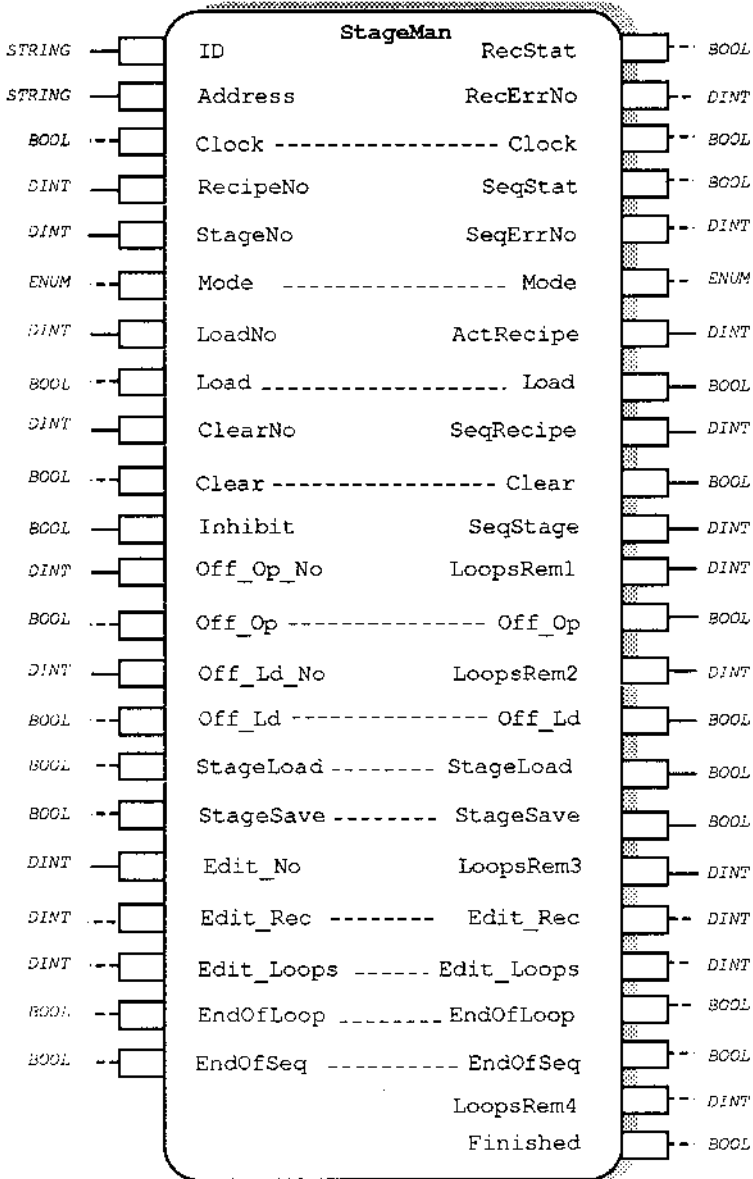 StageMan
STRING ID RecStat BOOL
STRING Address RecErrNo DINT
BOOL Clock Clock BOOL
DINT RecipeNo SeqStat BOOL
DINT StageNo SeqErrNo DINT
ENUM Mode Mode ENUM
DINT LoadNo ActRecipe DINT
BOOL Load Load BOOL
DINT ClearNo SeqRecipe DINT
BOOL Clear Clear BOOL
BOOL Inhibit SeqStage DINT
DINT Off_Op_No LoopsRem1 DINT
BOOL Off_Op Off_Op BOOL
DINT Off_Ld_No LoopsRem2 DINT
BOOL Off_Ld Off_Ld BOOL
BOOL StageLoad StageLoad BOOL
BOOL StageSave StageSave BOOL
DINT Edit_No LoopsRem3 DINT
DINT Edit_Rec Edit_Rec DINT
DINT Edit_Loops Edit_Loops DINT
BOOL EndOfLoop EndOfLoop BOOL
BOOL EndOfSeq EndOfSeq BOOL
LoopsRem4 DINT
Finished BOOL